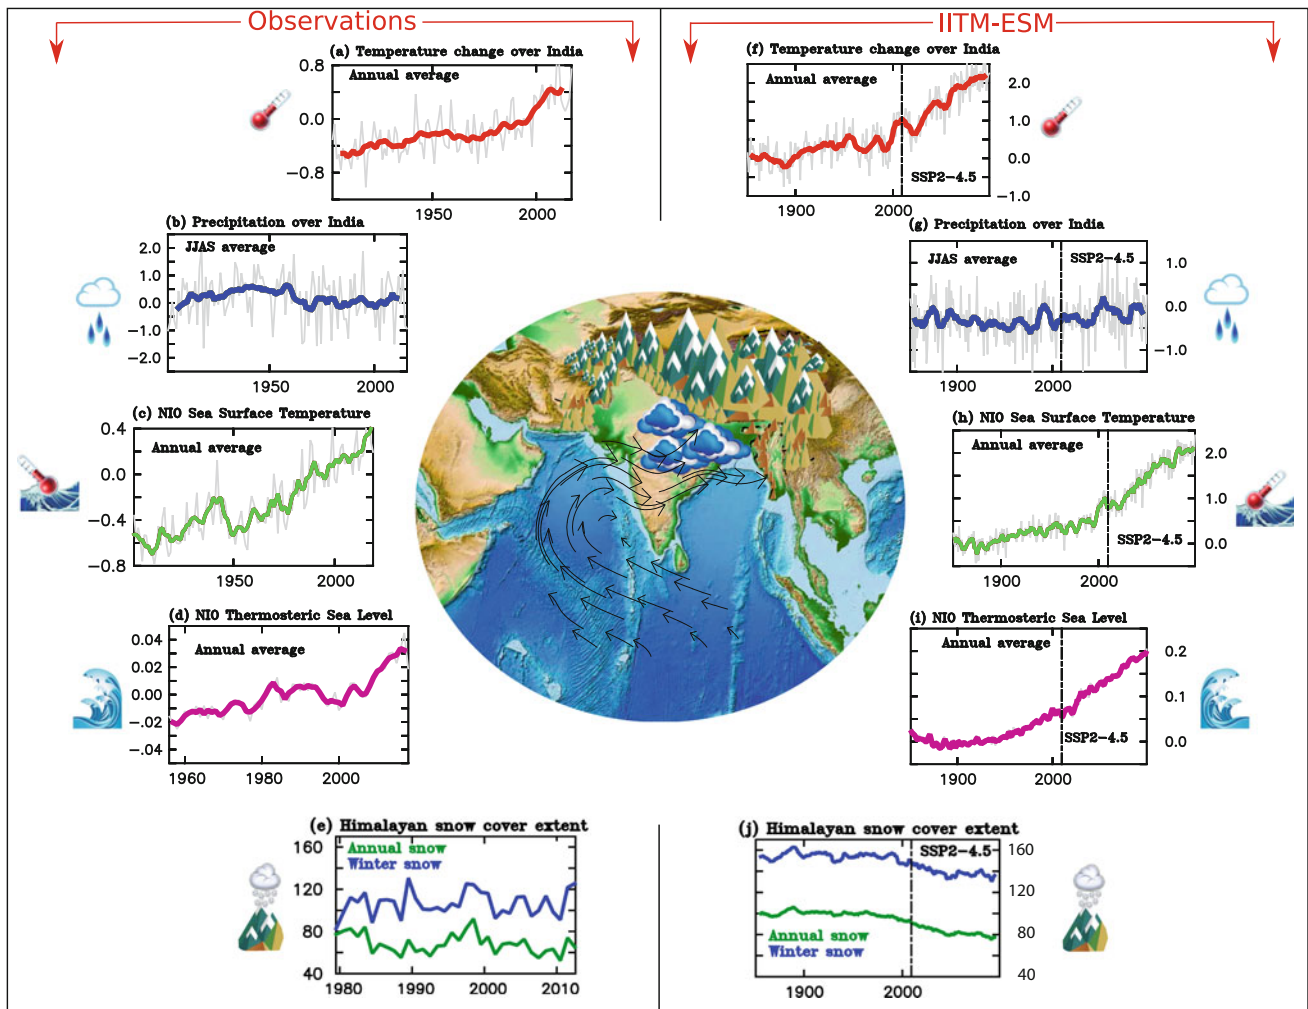 Observations
IITM-ESM
(a) Temperature change over India
Annual average
0.8
0.0
−0.8
1950
2000
(b) Precipitation over India
JJAS average
2.0
1.0
0.0
−1.0
−2.0
1950
2000
(c) NIO Sea Surface Temperature
Annual average
0.4
0.0
−0.4
−0.8
1950
2000
(d) NIO Thermosteric Sea Level
Annual average
0.04
0.02
0.00
−0.02
−0.04
1960
1980
2000
(e) Himalayan snow cover extent
Annual snow
Winter snow
160
120
80
40
1980
1990
2000
2010
(f) Temperature change over India
Annual average
SSP2−4.5
2.0
1.0
0.0
−1.0
1900
2000
(g) Precipitation over India
JJAS average
SSP2−4.5
1.0
0.0
−1.0
1900
2000
(h) NIO Sea Surface Temperature
Annual average
SSP2−4.5
2.0
1.0
0.0
1900
2000
(i) NIO Thermosteric Sea Level
Annual average
SSP2−4.5
0.2
0.1
0.0
1900
2000
(j) Himalayan snow cover extent
SSP2−4.5
Annual snow
Winter snow
160
120
80
40
1900
2000